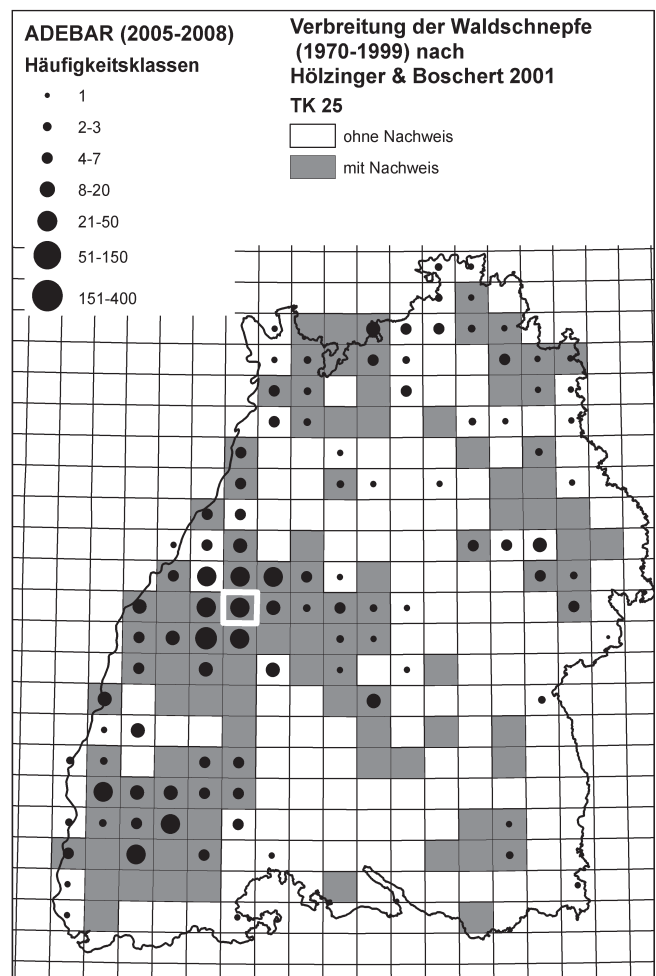 ADEBAR (2005-2008)
Häufigkeitsklassen
1
2-3
4-7
8-20
21-50
51-150
151-400
Verbreitung der Waldschnepfe
(1970-1999) nach
Hölzinger & Boschert 2001
TK 25
ohne Nachweis
mit Nachweis